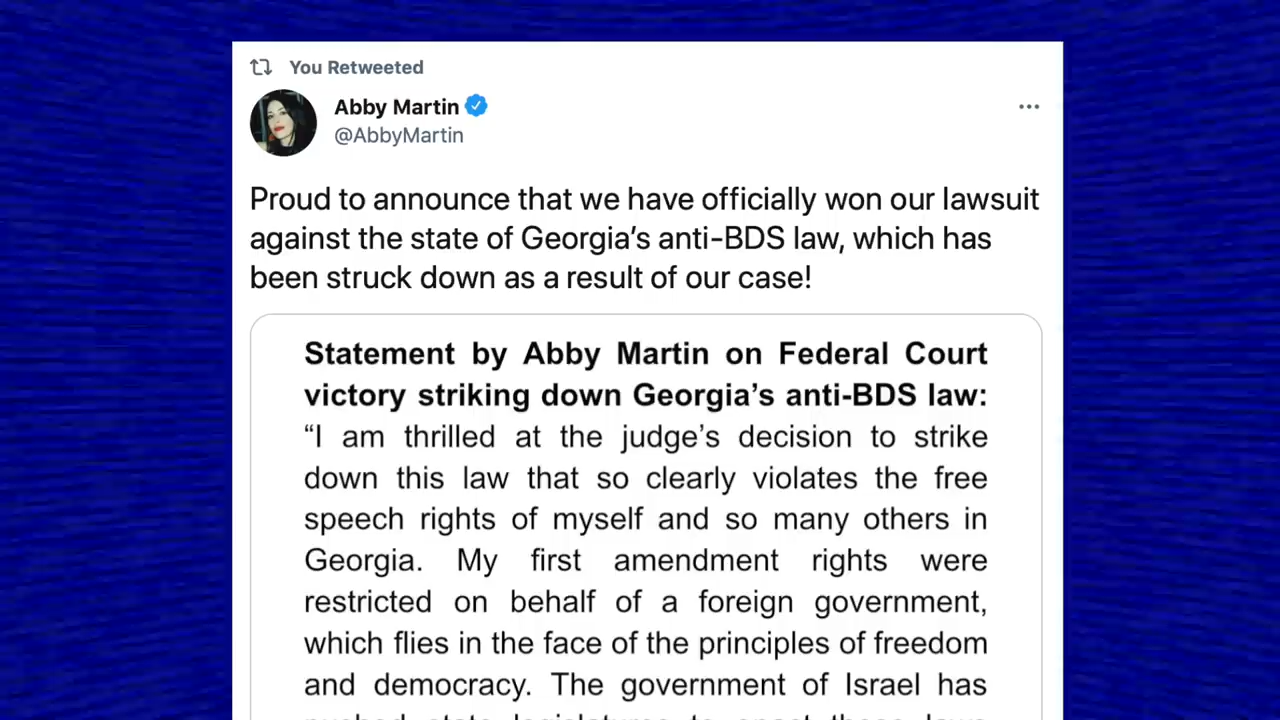 You Retweeted
Abby Martin
@AbbyMartin
Proud to announce that we have officially won our lawsuit
against the state of Georgia’s anti-BDS law, which has
been struck down as a result of our case!
Statement by Abby Martin on Federal Court
victory striking down Georgia’s anti-BDS law:
“I am thrilled at the judge’s decision to strike
down this law that so clearly violates the free
speech rights of myself and so many others in
Georgia. My first amendment rights were
restricted on behalf of a foreign government,
which flies in the face of the principles of freedom
and democracy. The government of Israel has